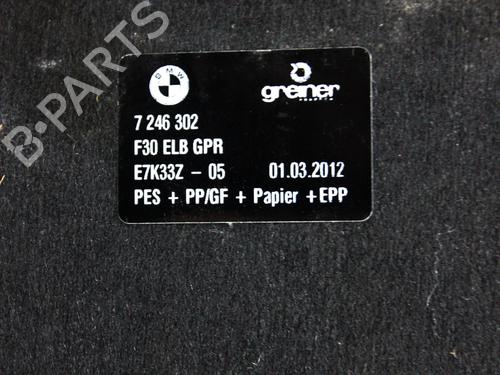 BMW
greiner
7 246 302
F30 ELB GPR
E7K33Z - 05 01.03.2012
PES + PP/GF + Papier +EPP
B-PARTS